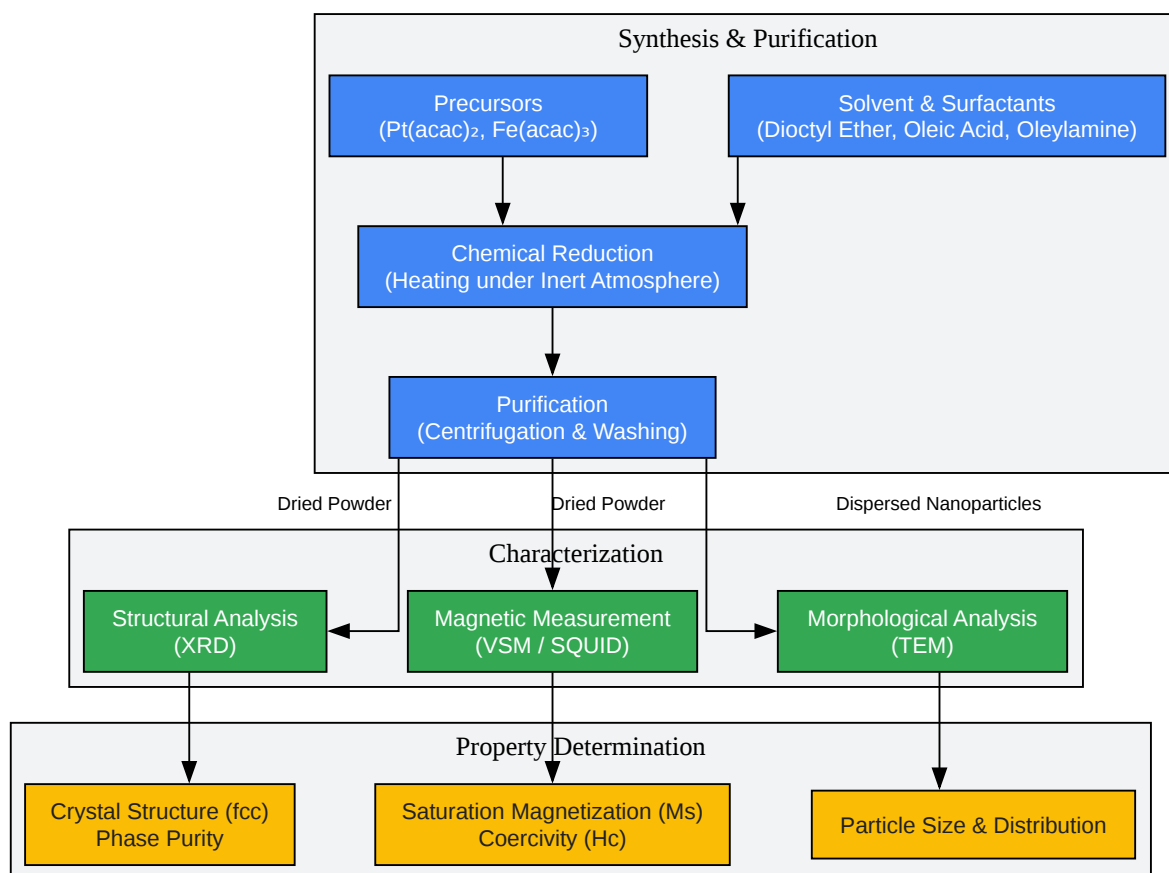 Synthesis & Purification
Precursors
(Pt(acac)₂, Fe(acac)₃)
Solvent & Surfactants
(Dioctyl Ether, Oleic Acid, Oleylamine)
Chemical Reduction
(Heating under Inert Atmosphere)
Purification
(Centrifugation & Washing)
Dried Powder
Dried Powder
Dispersed Nanoparticles
Characterization
Structural Analysis
(XRD)
Magnetic Measurement
(VSM / SQUID)
Morphological Analysis
(TEM)
Property Determination
Crystal Structure (fcc)
Phase Purity
Saturation Magnetization (Ms)
Coercivity (Hc)
Particle Size & Distribution